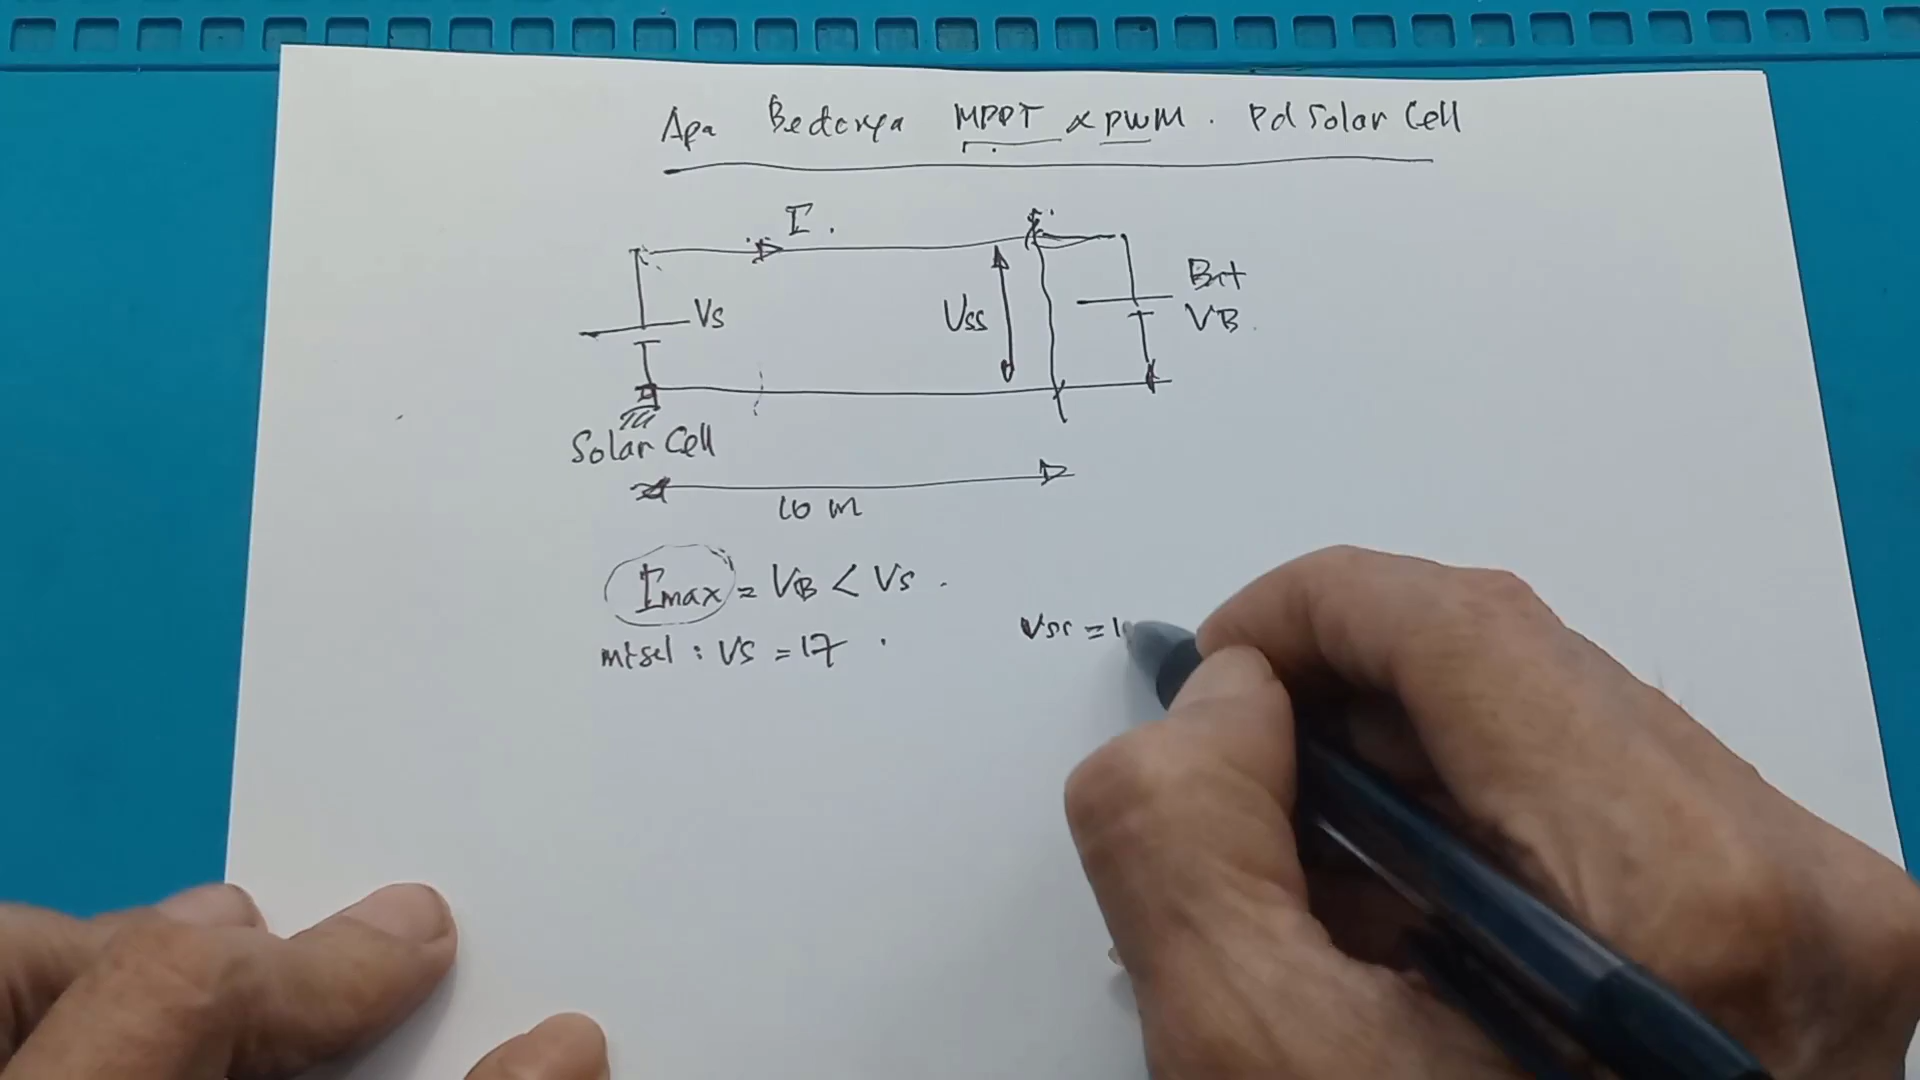 Apa Bedanya MPPT & PWM. Pd Solar Cell
I.
Vs
Vss
Bat
VB
Solar Cell
10 m
Imax = VB < VS.
misal : VS = 17